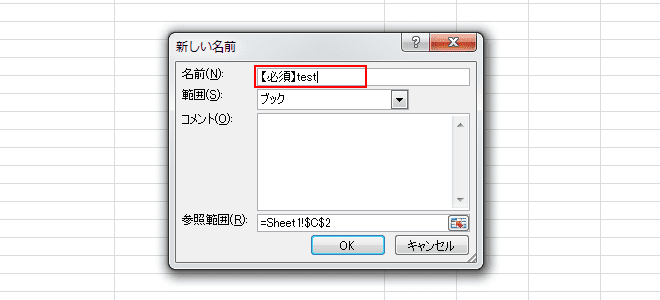 新しい名前
名前(N): 【必須】test
範囲(S): ブック
コメント(O):
参照範囲(R): =Sheet1!$C$2
OK キャンセル